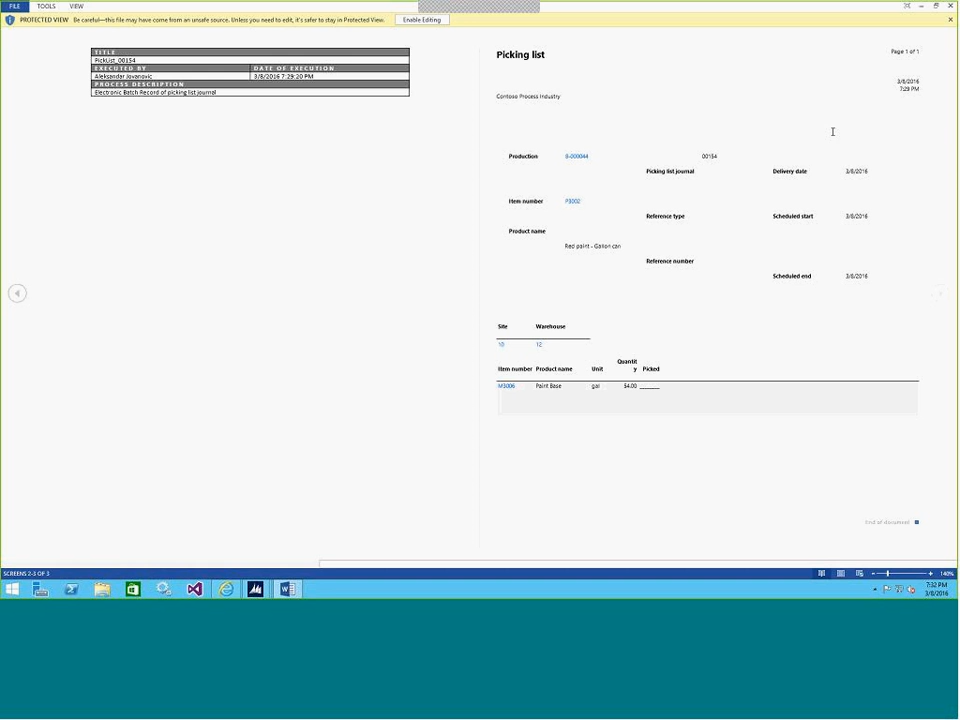 FILE TOOLS VIEW
PROTECTED VIEW Be careful—this file may have come from an unsafe source. Unless you need to edit, it's safer to stay in Protected View. Enable Editing
TITLE
PickList_00154
EXECUTED BY DATE OF EXECUTION
Aleksandar Jovanovic 3/8/2016 7:29:20 PM
PROCESS DESCRIPTION
Electronic Batch Record of picking list journal
Picking list
Page 1 of 1
3/8/2016
7:29 PM
Contoso Process Industry
Production B-000044 00154
Picking list journal Delivery date 3/8/2016
Item number P3002
Reference type Scheduled start 3/8/2016
Product name
Red paint - Gallon can
Reference number
Scheduled end 3/8/2016
Site Warehouse
10 12
Quantit
Item number Product name Unit y Picked
M3006 Paint Base gal 54.00 ______
End of document
SCREENS 2-3 OF 3 140%
7:32 PM
3/8/2016